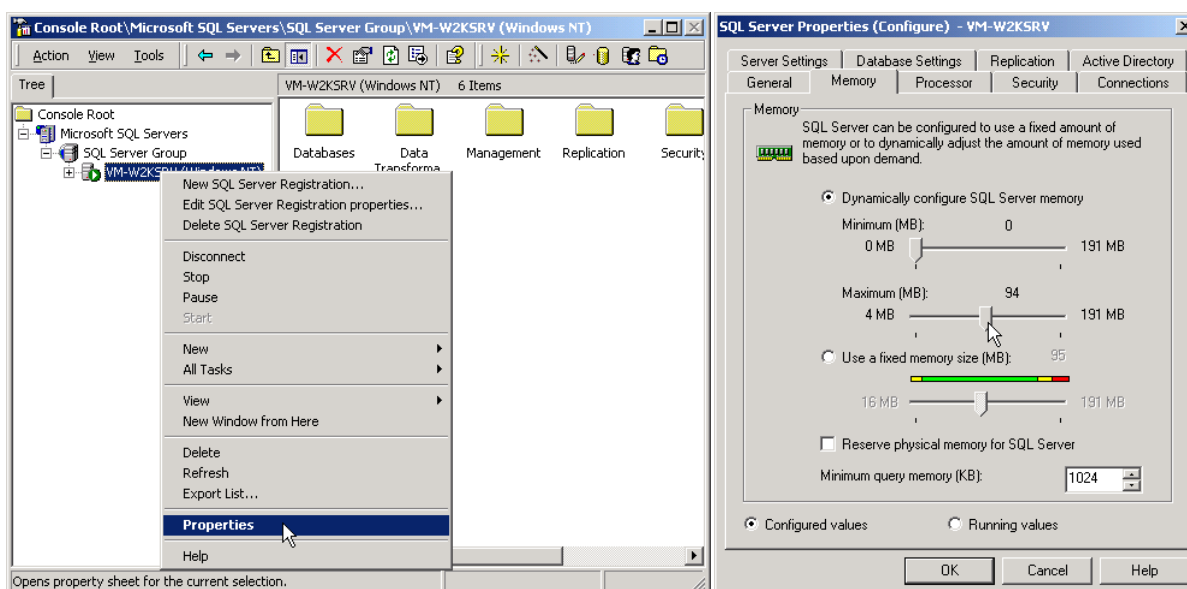 Console Root\Microsoft SQL Servers\SQL Server Group\VM-W2KSRV (Windows NT)
Action View Tools
Tree
VM-W2KSRV (Windows NT) 6 Items
Console Root
Microsoft SQL Servers
SQL Server Group
VM-W2KSRV (Windows NT)
Databases
Data Transforma
Management
Replication
Security
New SQL Server Registration...
Edit SQL Server Registration properties...
Delete SQL Server Registration
Disconnect
Stop
Pause
Start
New
All Tasks
View
New Window from Here
Delete
Refresh
Export List...
Properties
Help
Opens property sheet for the current selection.
SQL Server Properties (Configure) - VM-W2KSRV
Server Settings Database Settings Replication Active Directory
General Memory Processor Security Connections
Memory
SQL Server can be configured to use a fixed amount of
memory or to dynamically adjust the amount of memory used
based upon demand.
Dynamically configure SQL Server memory
Minimum (MB): 0
0 MB 191 MB
Maximum (MB): 94
4 MB 191 MB
Use a fixed memory size (MB): 95
16 MB 191 MB
Reserve physical memory for SQL Server
Minimum query memory (KB): 1024
Configured values Running values
OK Cancel Help